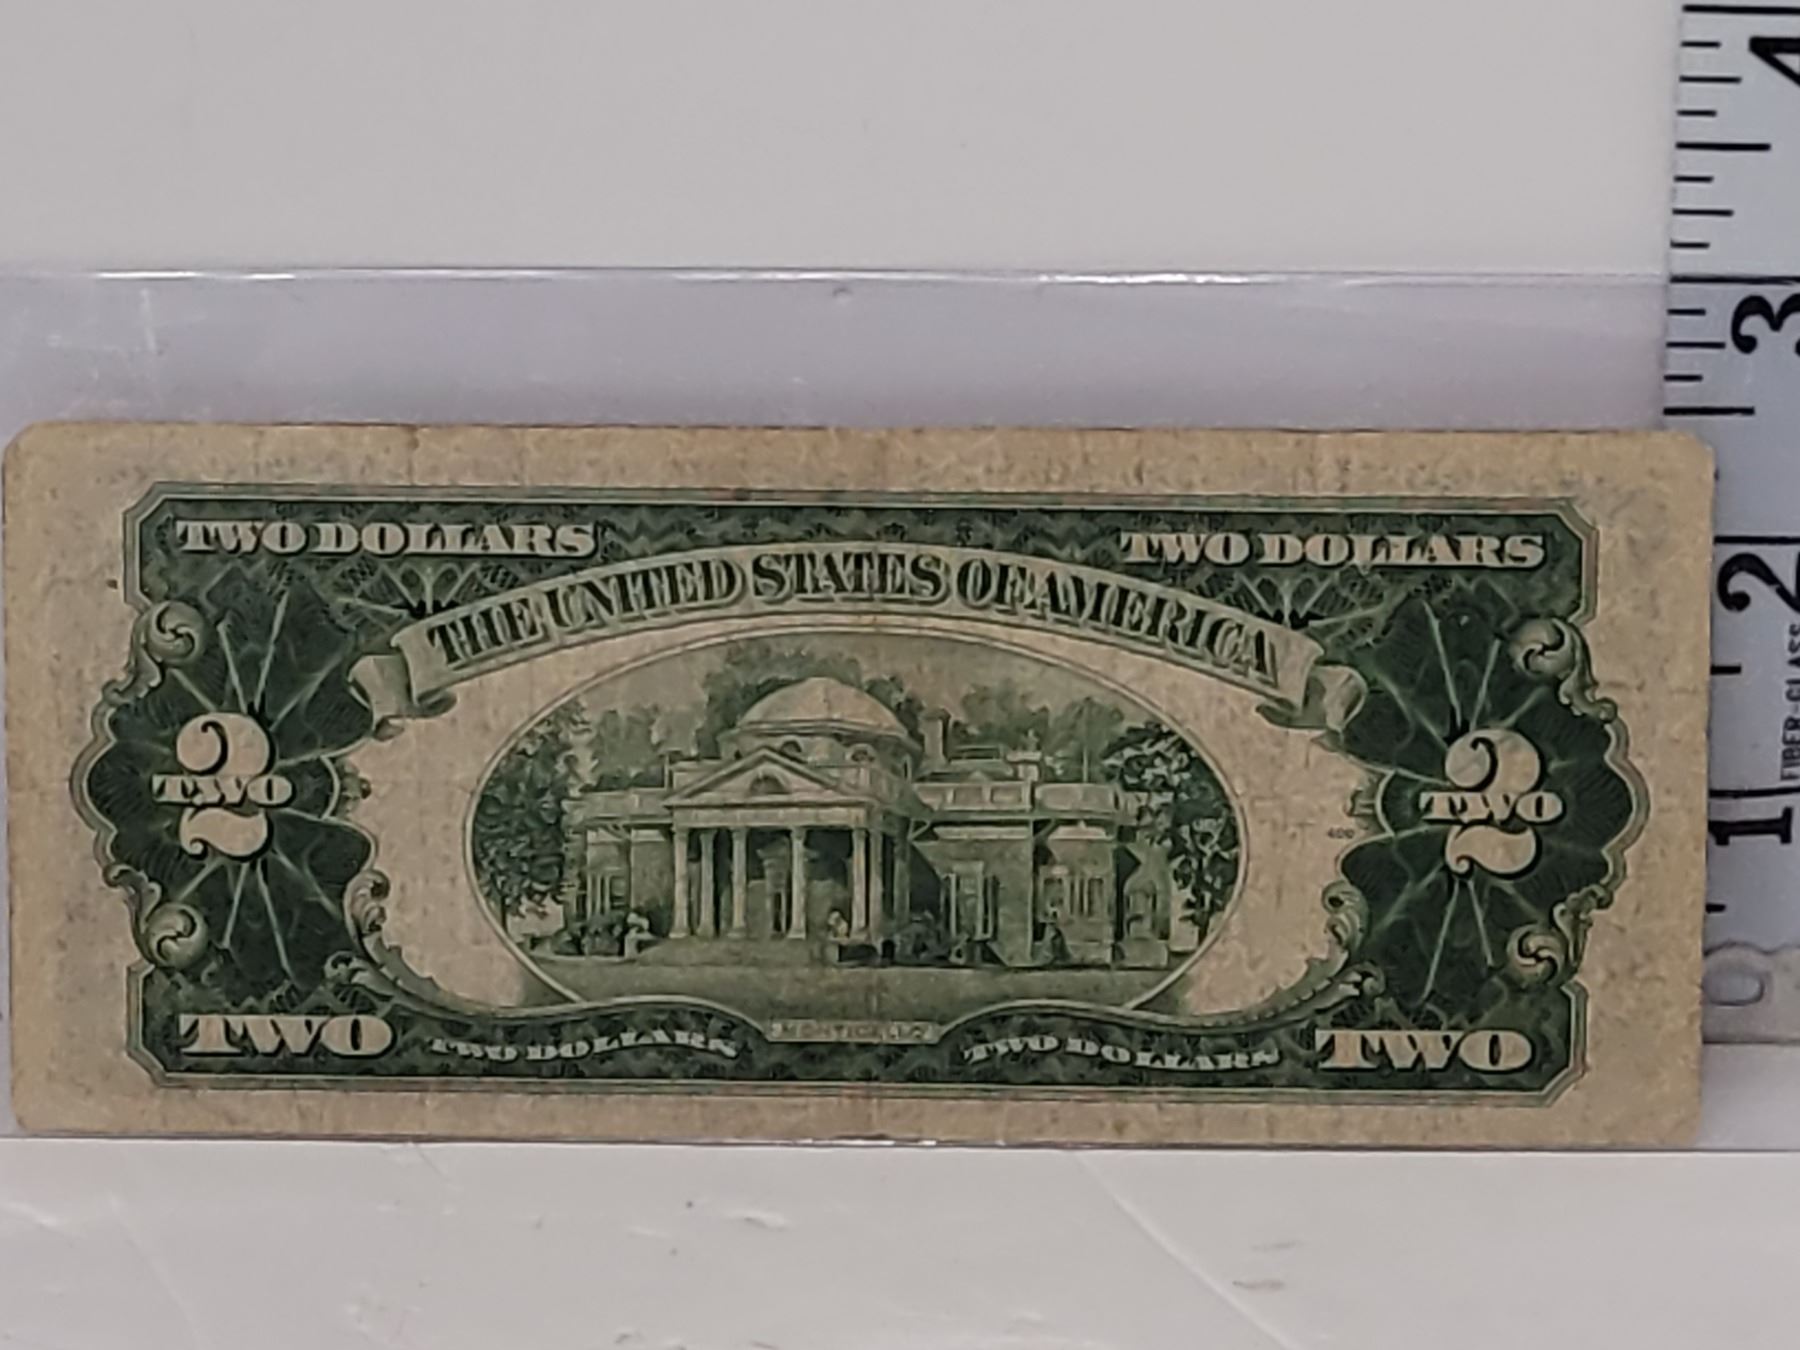 TWO DOLLARS TWO DOLLARS
THE UNITED STATES OF AMERICA
2 2
TWO TWO
MONTICELLO
TWO TWO DOLLARS TWO DOLLARS TWO
4
3
2
1
0
FIBER-GLASS